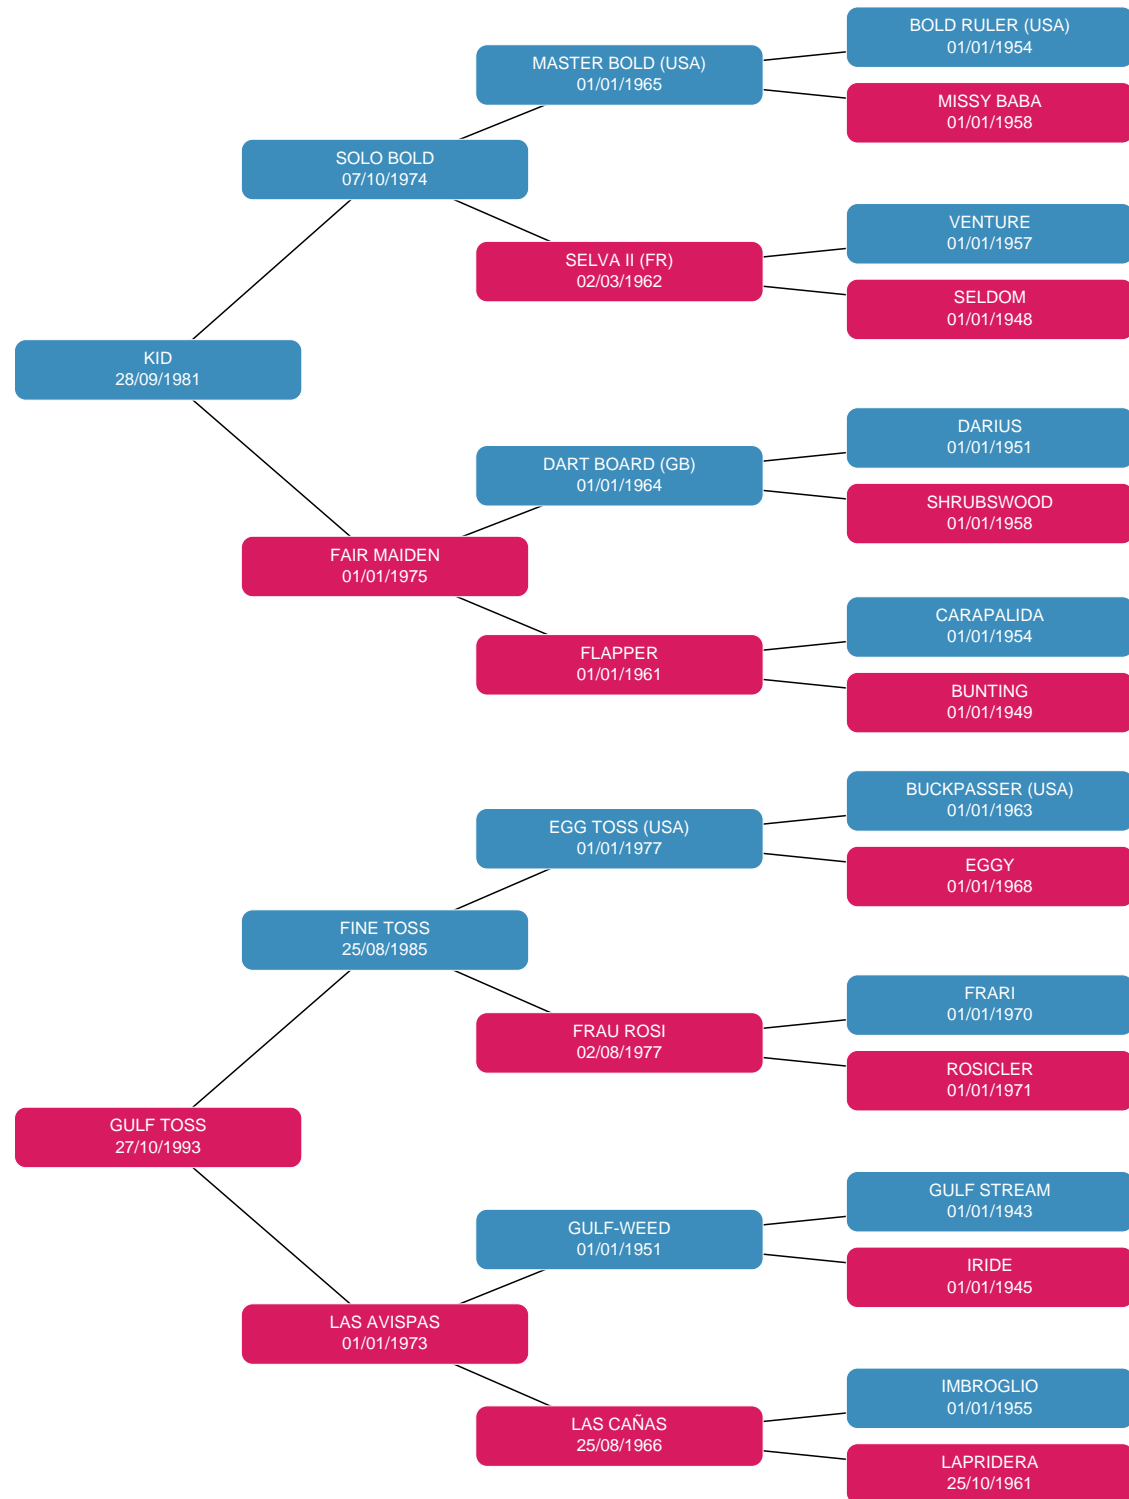 BOLD RULER (USA)
01/01/1954
MASTER BOLD (USA)
01/01/1965
MISSY BABA
01/01/1958
SOLO BOLD
07/10/1974
VENTURE
01/01/1957
SELVA II (FR)
02/03/1962
SELDOM
01/01/1948
KID
28/09/1981
DARIUS
01/01/1951
DART BOARD (GB)
01/01/1964
SHRUBSWOOD
01/01/1958
FAIR MAIDEN
01/01/1975
CARAPALIDA
01/01/1954
FLAPPER
01/01/1961
BUNTING
01/01/1949
BUCKPASSER (USA)
01/01/1963
EGG TOSS (USA)
01/01/1977
EGGY
01/01/1968
FINE TOSS
25/08/1985
FRARI
01/01/1970
FRAU ROSI
02/08/1977
ROSICLER
01/01/1971
GULF TOSS
27/10/1993
GULF STREAM
01/01/1943
GULF-WEED
01/01/1951
IRIDE
01/01/1945
LAS AVISPAS
01/01/1973
IMBROGLIO
01/01/1955
LAS CAÑAS
25/08/1966
LAPRIDERA
25/10/1961